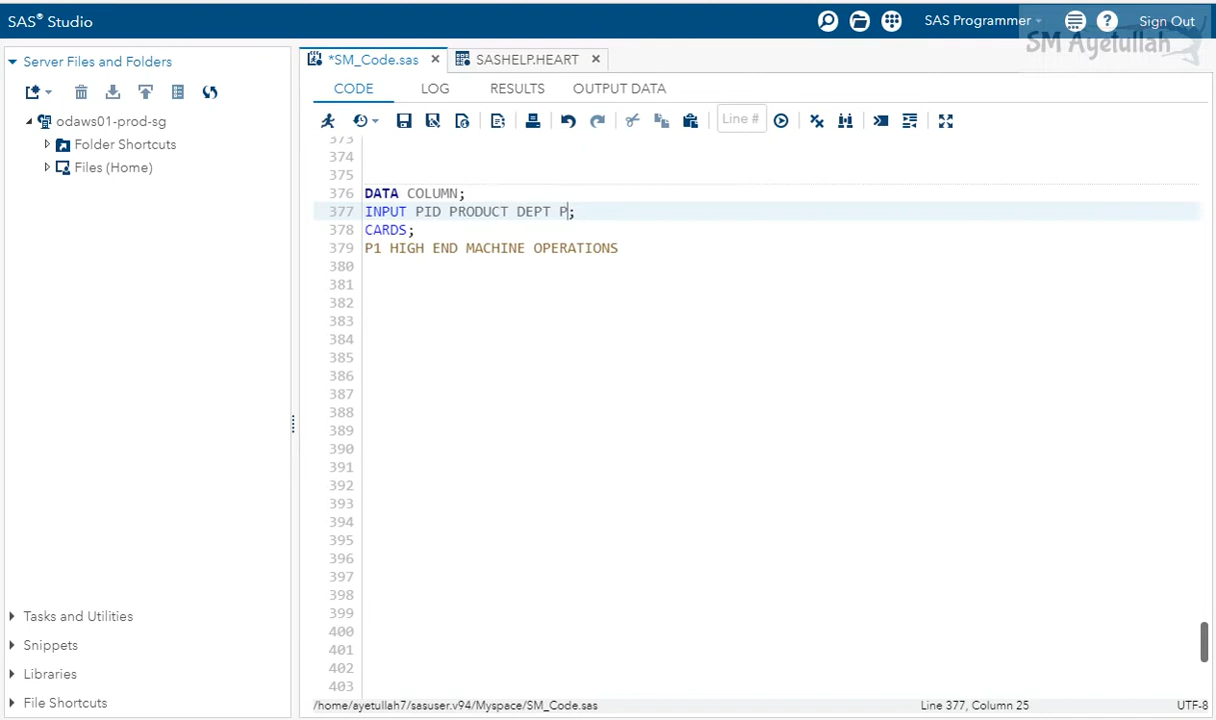 SAS® Studio
SAS Programmer
Sign Out
SM Ayetullah
Server Files and Folders
odaws01-prod-sg
Folder Shortcuts
Files (Home)
Tasks and Utilities
Snippets
Libraries
File Shortcuts
*SM_Code.sas
SASHELP.HEART
CODE LOG RESULTS OUTPUT DATA
Line #
373
374
375
376 DATA COLUMN;
377 INPUT PID PRODUCT DEPT P;
378 CARDS;
379 P1 HIGH END MACHINE OPERATIONS
380
381
382
383
384
385
386
387
388
389
390
391
392
393
394
395
396
397
398
399
400
401
402
403
/home/ayetullah7/sasuser.v94/Myspace/SM_Code.sas
Line 377, Column 25
UTF-8